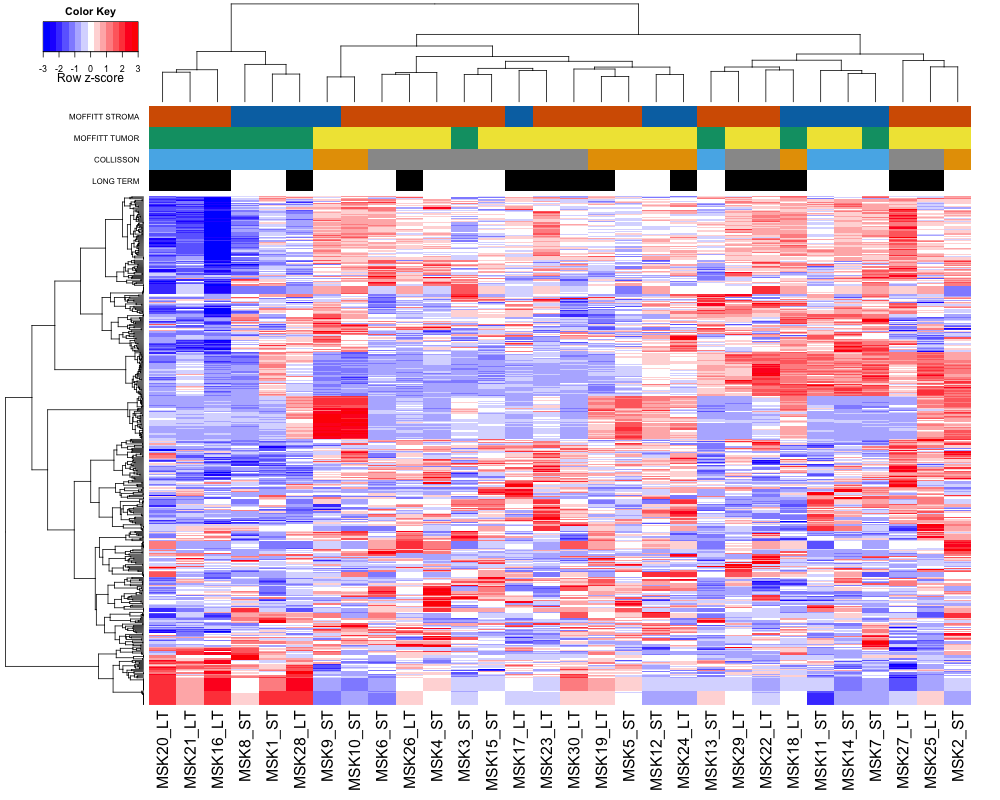 Color Key
-3 -2 -1 0 1 2 3
Row z-score
MOFFITT STROMA
MOFFITT TUMOR
COLLISSON
LONG TERM
MSK20_LT
MSK21_LT
MSK16_LT
MSK8_ST
MSK1_ST
MSK28_LT
MSK9_ST
MSK10_ST
MSK6_ST
MSK26_LT
MSK4_ST
MSK3_ST
MSK15_ST
MSK17_LT
MSK23_LT
MSK30_LT
MSK19_LT
MSK5_ST
MSK12_ST
MSK24_LT
MSK13_ST
MSK29_LT
MSK22_LT
MSK18_LT
MSK11_ST
MSK14_ST
MSK7_ST
MSK27_LT
MSK25_LT
MSK2_ST